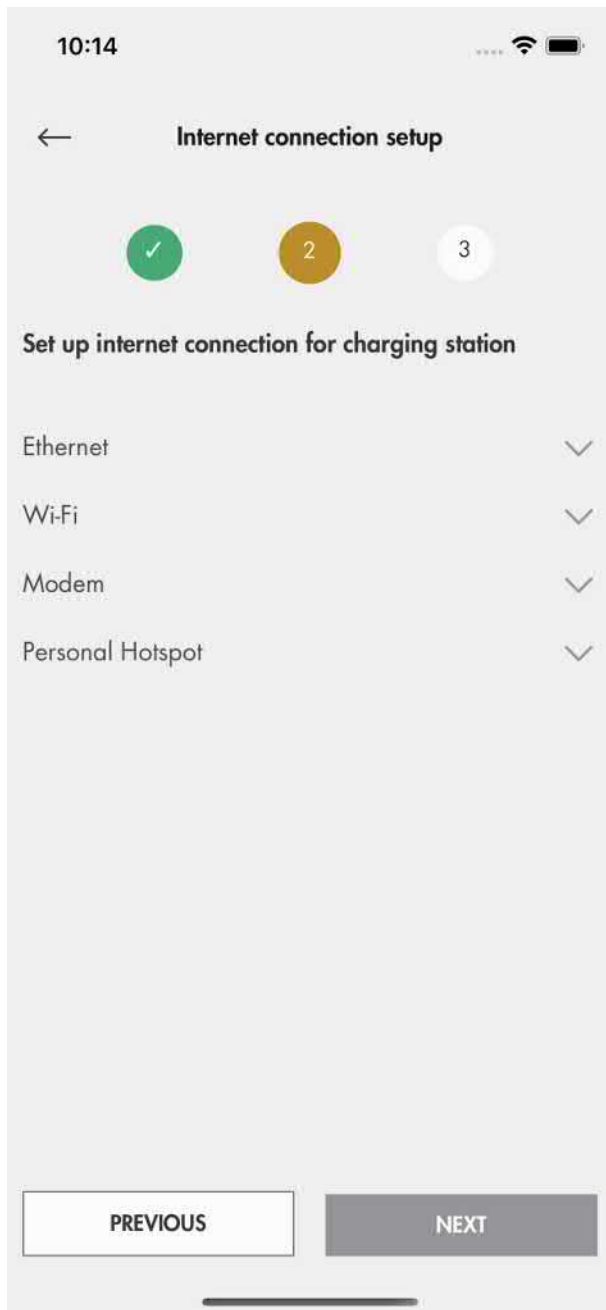 10:14
Internet connection setup
2
3
Set up internet connection for charging station
Ethernet
Wi-Fi
Modem
Personal Hotspot
PREVIOUS
NEXT